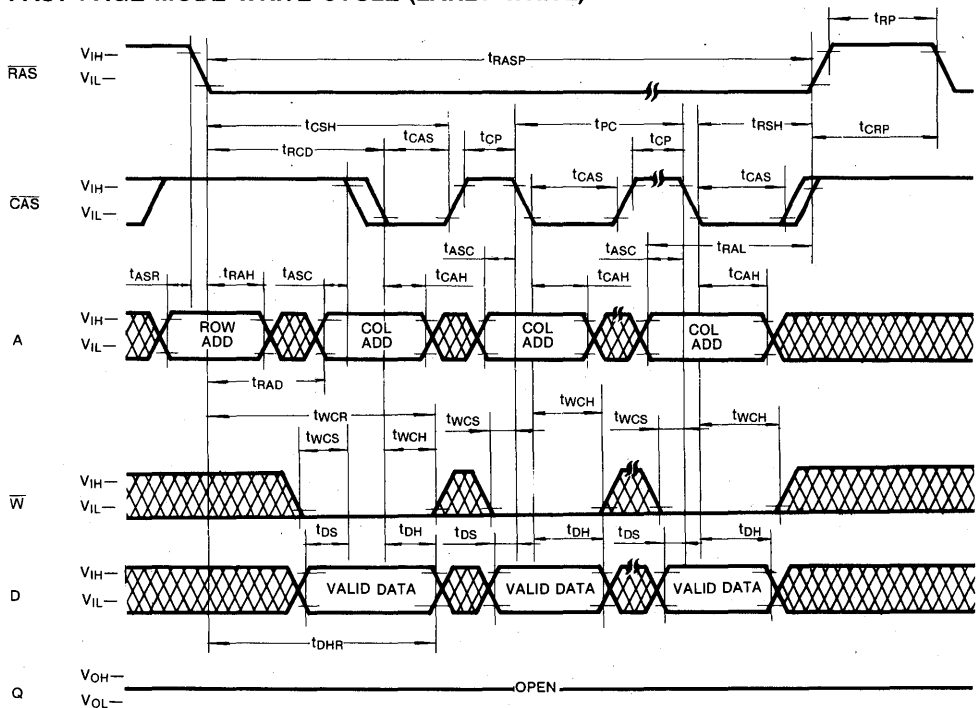 FAST PAGE MODE WRITE CYCLE (EARLY WRITE)
tRP
RAS
VIH—
VIL—
tRASP
tCSH
tCAS
tCP
tPC
tCP
tRSH
tCRP
tRCD
tCAS
tCAS
CAS
VIH—
VIL—
tASC
tASC
tRAL
tASR
tRAH
tASC
tCAH
tCAH
tCAH
A
VIH—
VIL—
ROW
ADD
COL
ADD
COL
ADD
COL
ADD
tRAD
tWCR
tWCS
tWCH
tWCS
tWCH
tWCS
tWCH
W
VIH—
VIL—
tDS
tDH
tDS
tDH
tDS
tDH
D
VIH—
VIL—
VALID DATA
VALID DATA
VALID DATA
tDHR
Q
VOH—
VOL—
OPEN